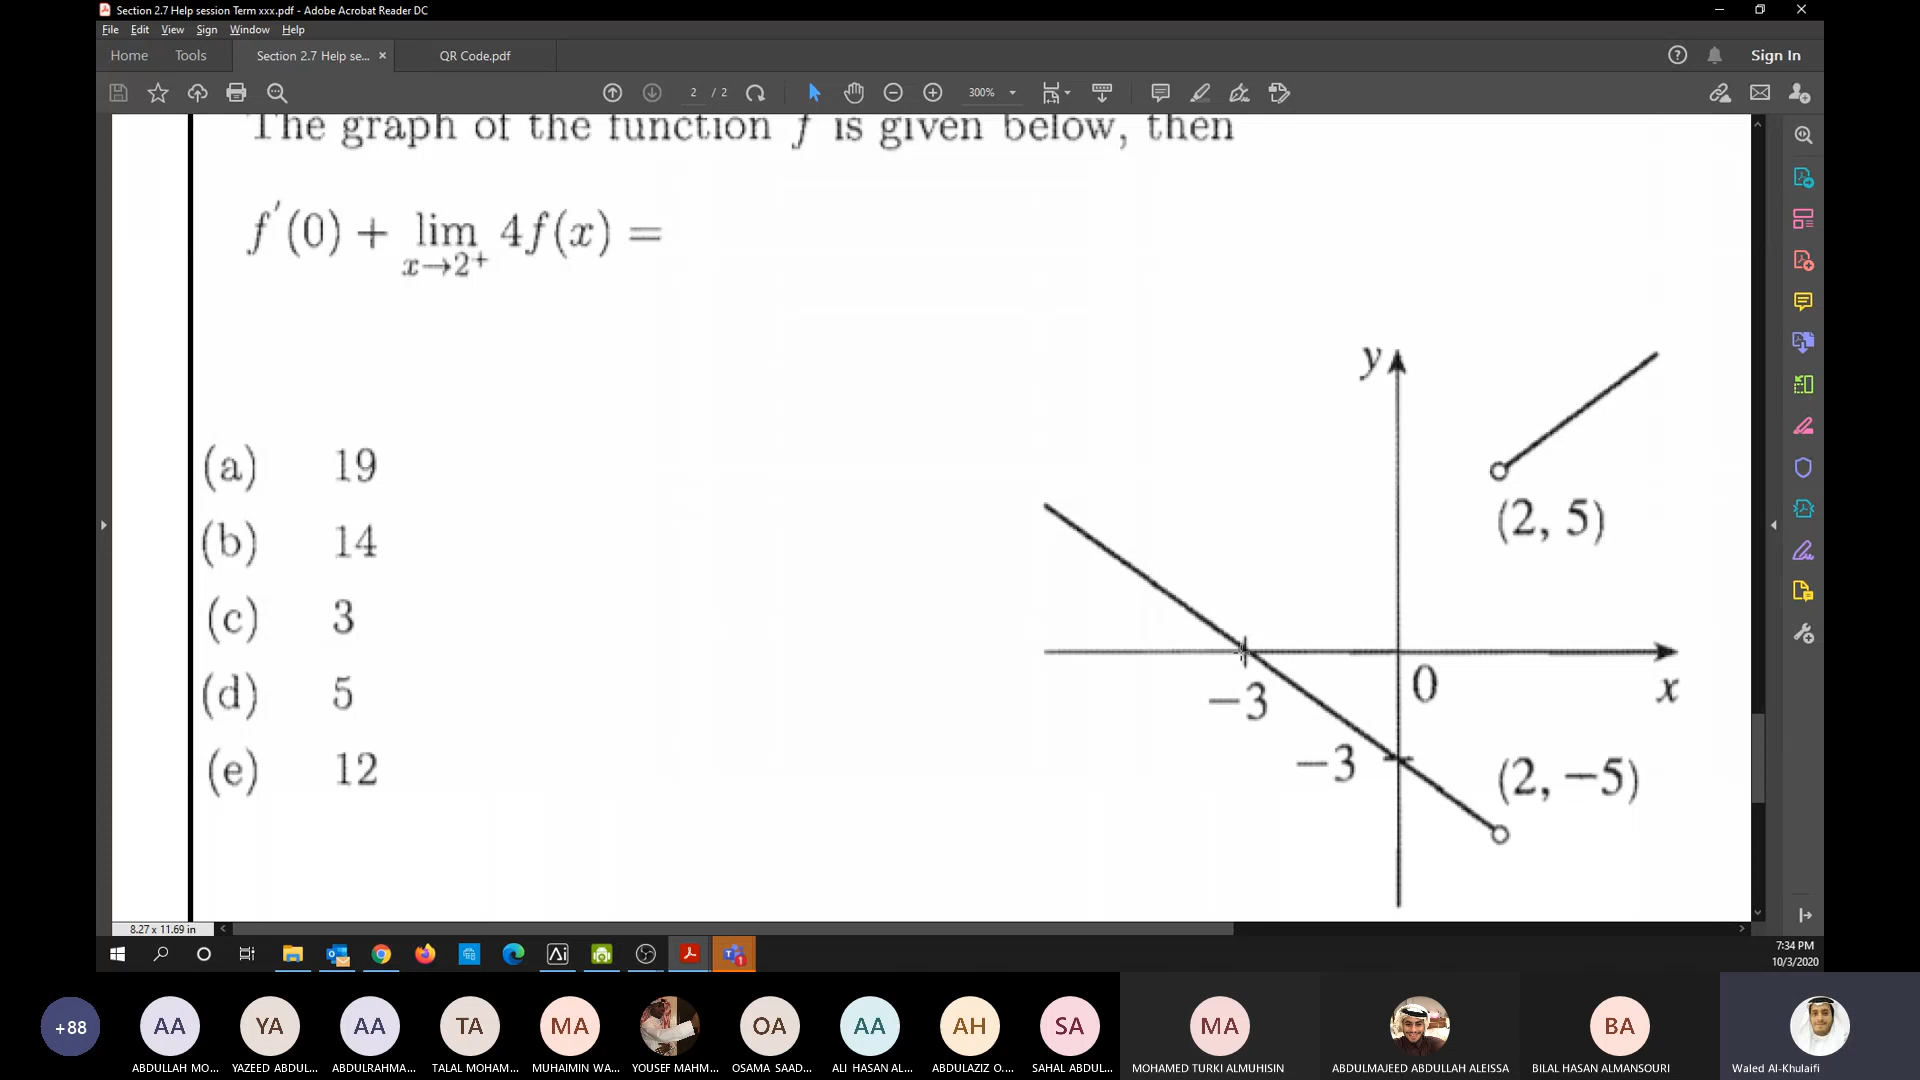 Section 2.7 Help session Term xxx.pdf - Adobe Acrobat Reader DC
File Edit View Sign Window Help
Home Tools Section 2.7 Help se... × QR Code.pdf Sign In
2 / 2 300%
The graph of the function f is given below, then
f'(0) + lim 4f(x) =
x→2⁺
y
(a) 19
(2, 5)
(b) 14
(c) 3
0
x
(d) 5
−3
−3
(2, −5)
(e) 12
8.27 x 11.69 in
7:34 PM
10/3/2020
+88 AA YA AA TA MA OA AA AH SA MA BA
ABDULLAH MO... YAZEED ABDUL... ABDULRAHMA... TALAL MOHAM... MUHAIMIN WA... YOUSEF MAHM... OSAMA SAAD... ALI HASAN AL... ABDULAZIZ O.... SAHAL ABDUL... MOHAMED TURKI ALMUHISIN ABDULMAJEED ABDULLAH ALEISSA BILAL HASAN ALMANSOURI Waled Al-Khulaifi